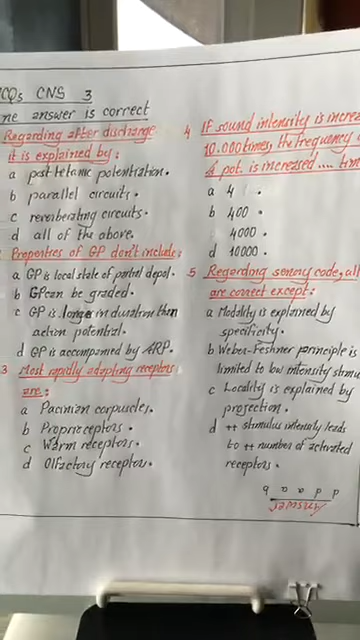 CQs CNS 3
ne answer is correct
Regarding after discharge
it is explained by:
a post tetanic potentiation.
b parallel circuits.
c reverberating circuits.
d all of the above.
Properties of GP don't include:
a GP is local state of partial depol.
b GP can be graded.
c GP is longer in duration than
action potential.
d GP is accompanied by ARP.
3 Most rapidly adapting receptors
are:
a Pacinian corpuscles.
b Proprioceptors.
c Warm receptors.
d Olfactory receptors.
4 If sound intensity is increa
10.000 times, the frequency o
A pot. is increased.... tim
a 4.
b 400.
4000.
d 10000.
5 Regarding sensory code, all
are correct except:
a Modality is explained by
specificity.
b Weber-Feshner parinciple is
limited to low intensity stimu
c Locality is explained by
projection.
d ++ stimulus intensity leads
to ++ number of activated
receptors.
Answers